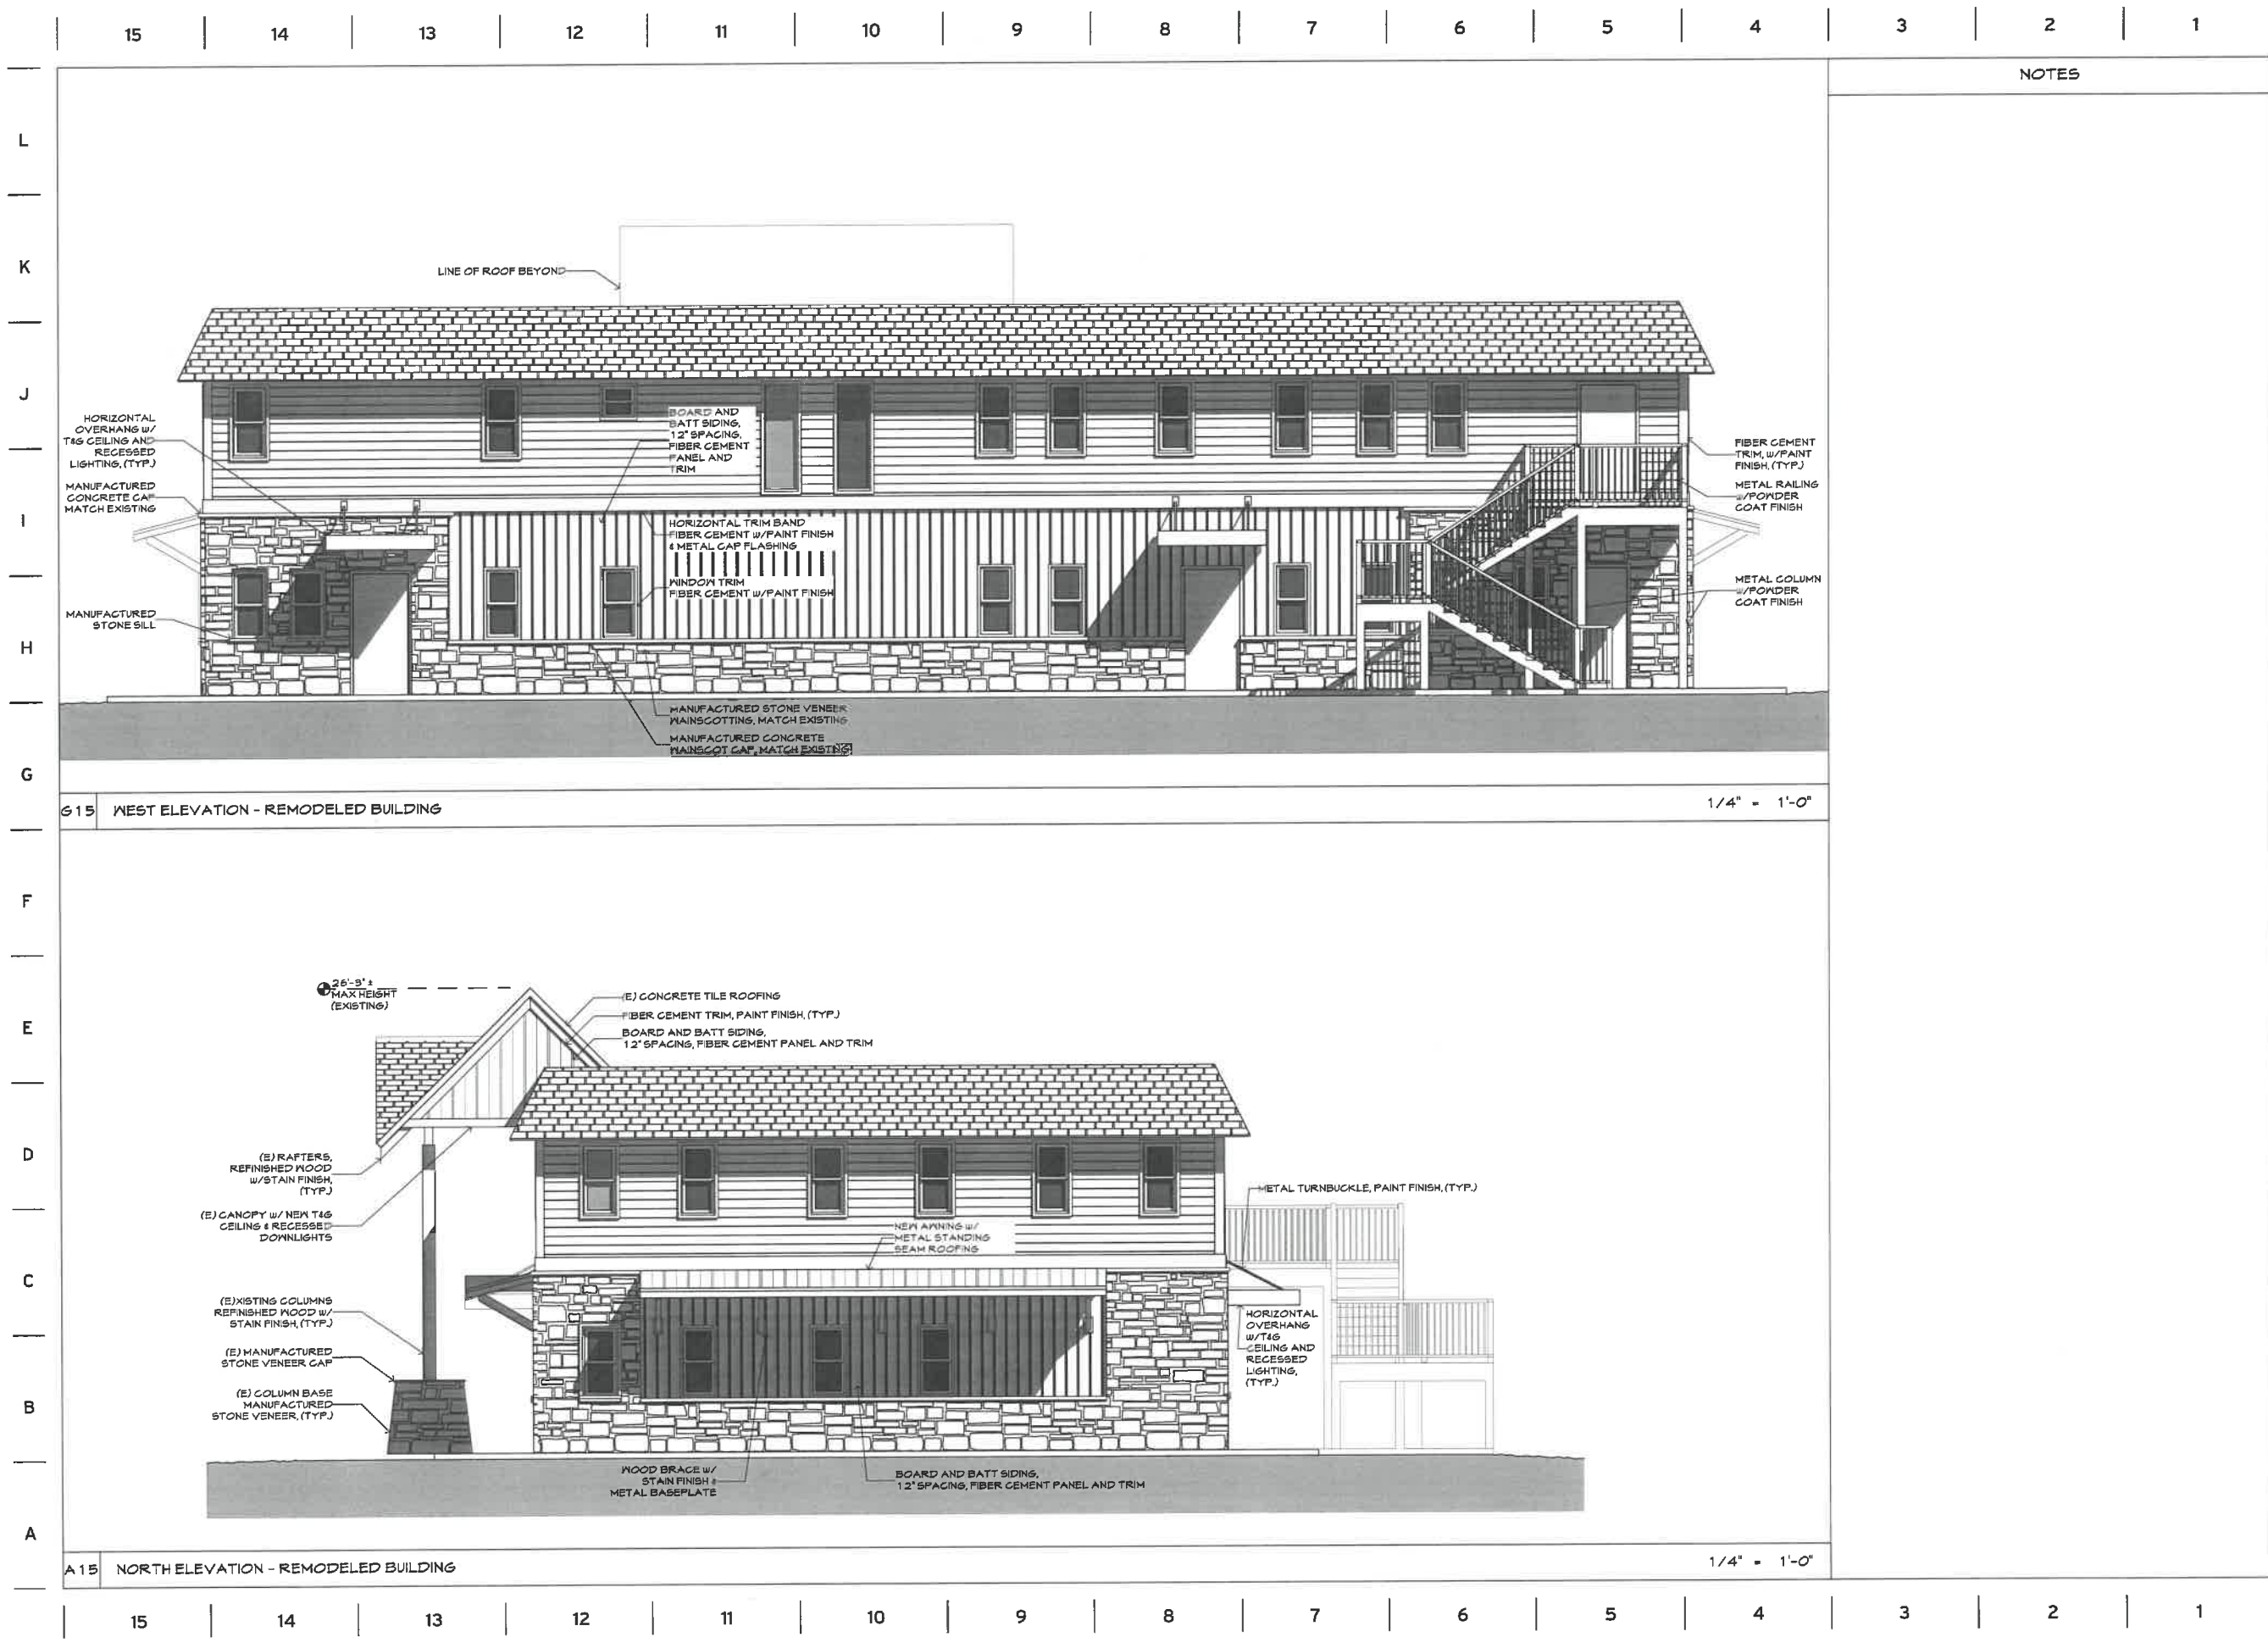 15 14 13 12 11 10 9 8 7 6 5 4 3 2 1
NOTES
L
K
J
I
H
G
F
E
D
C
B
A
LINE OF ROOF BEYOND
HORIZONTAL
OVERHANG w/
T&G CEILING AND
RECESSED
LIGHTING, (TYP.)
MANUFACTURED
CONCRETE CAP
MATCH EXISTING
MANUFACTURED
STONE SILL
BOARD AND
BATT SIDING,
12" SPACING,
FIBER CEMENT
PANEL AND
TRIM
HORIZONTAL TRIM BAND
FIBER CEMENT w/PAINT FINISH
& METAL CAP FLASHING
WINDOW TRIM
FIBER CEMENT w/PAINT FINISH
MANUFACTURED STONE VENEER
WAINSCOTTING, MATCH EXISTING
MANUFACTURED CONCRETE
WAINSCOT CAP, MATCH EXISTING
FIBER CEMENT
TRIM, w/PAINT
FINISH, (TYP.)
METAL RAILING
w/POWDER
COAT FINISH
METAL COLUMN
w/POWDER
COAT FINISH
G15 WEST ELEVATION - REMODELED BUILDING 1/4" = 1'-0"
MAX HEIGHT
(EXISTING)
(E) CONCRETE TILE ROOFING
FIBER CEMENT TRIM, PAINT FINISH, (TYP.)
BOARD AND BATT SIDING,
12" SPACING, FIBER CEMENT PANEL AND TRIM
(E) RAFTERS,
REFINISHED WOOD
w/STAIN FINISH,
(TYP.)
(E) CANOPY w/ NEW T&G
CEILING & RECESSED
DOWNLIGHTS
(E)XISTING COLUMNS
REFINISHED WOOD w/
STAIN FINISH, (TYP.)
(E) MANUFACTURED
STONE VENEER CAP
(E) COLUMN BASE
MANUFACTURED
STONE VENEER, (TYP.)
NEW AWNING w/
METAL STANDING
SEAM ROOFING
METAL TURNBUCKLE, PAINT FINISH, (TYP.)
HORIZONTAL
OVERHANG
w/T&G
CEILING AND
RECESSED
LIGHTING,
(TYP.)
WOOD BRACE w/
STAIN FINISH &
METAL BASEPLATE
BOARD AND BATT SIDING,
12" SPACING, FIBER CEMENT PANEL AND TRIM
A15 NORTH ELEVATION - REMODELED BUILDING 1/4" = 1'-0"
15 14 13 12 11 10 9 8 7 6 5 4 3 2 1